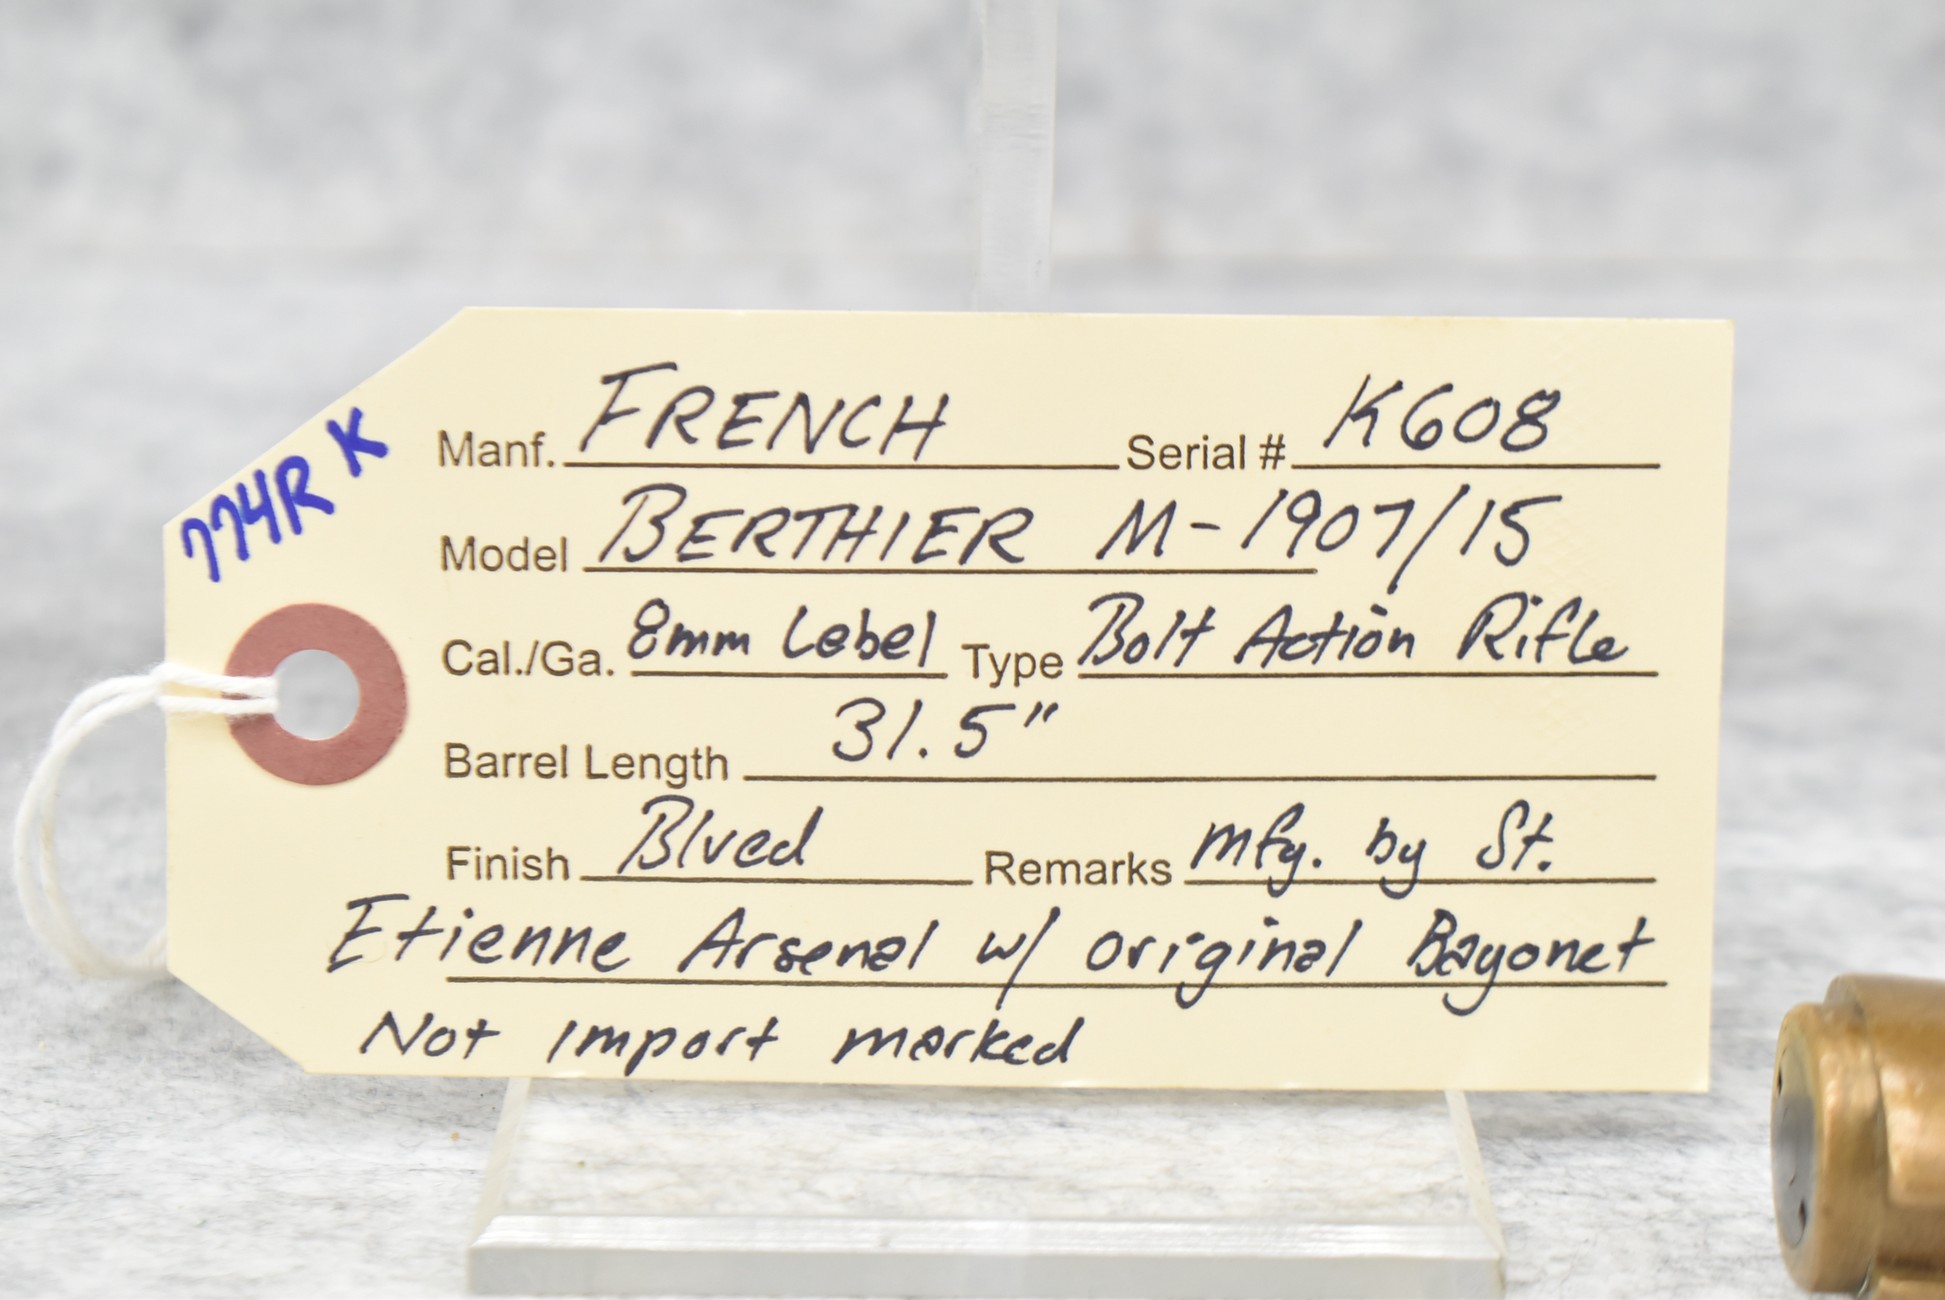 774R K
Manf. FRENCH Serial # K608
Model BERTHIER M-1907/15
Cal./Ga. 8mm Lebel Type Bolt Action Rifle
Barrel Length 31.5"
Finish Blued Remarks Mfg. by St.
Etienne Arsenal w/ original Bayonet
Not import marked